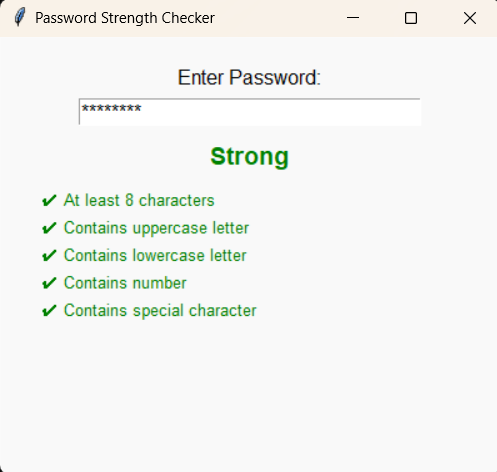 Password Strength Checker
Enter Password:
********
Strong
✔ At least 8 characters
✔ Contains uppercase letter
✔ Contains lowercase letter
✔ Contains number
✔ Contains special character